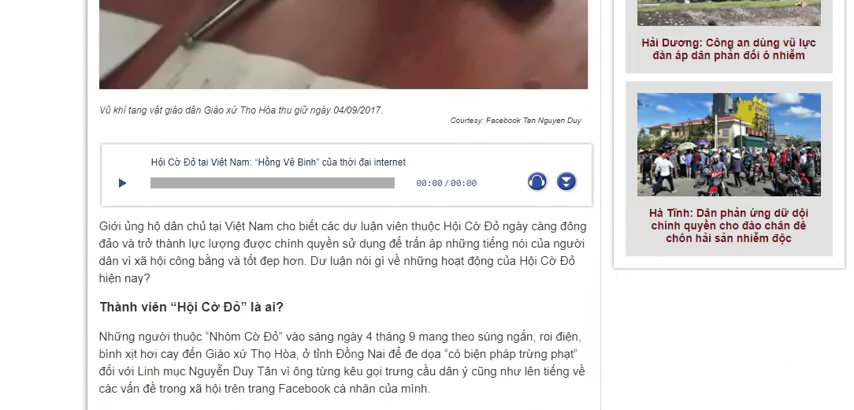 Vũ khí tang vật giáo dân Giáo xứ Thọ Hòa thu giữ ngày 04/09/2017.
Courtesy: Facebook Tan Nguyen Duy
Hội Cờ Đỏ tại Việt Nam: “Hồng Vệ Binh” của thời đại internet
00:00 / 00:00
Giới ủng hộ dân chủ tại Việt Nam cho biết các dư luận viên thuộc Hội Cờ Đỏ ngày càng đông
đảo và trở thành lực lượng được chính quyền sử dụng để trấn áp những tiếng nói của người
dân vì xã hội công bằng và tốt đẹp hơn. Dư luận nói gì về những hoạt động của Hội Cờ Đỏ
hiện nay?
Thành viên “Hội Cờ Đỏ” là ai?
Những người thuộc “Nhóm Cờ Đỏ” vào sáng ngày 4 tháng 9 mang theo súng ngắn, roi điện,
bình xịt hơi cay đến Giáo xứ Thọ Hòa, ở tỉnh Đồng Nai để đe dọa “có biện pháp trừng phạt”
đối với Linh mục Nguyễn Duy Tân vì ông từng kêu gọi trưng cầu dân ý cũng như lên tiếng về
các vấn đề trong xã hội trên trang Facebook cá nhân của mình.
Hải Dương: Công an dùng vũ lực
đàn áp dân phản đối ô nhiễm
Hà Tĩnh: Dân phản ứng dữ dội
chính quyền cho đào chân đê
chôn hải sản nhiễm độc